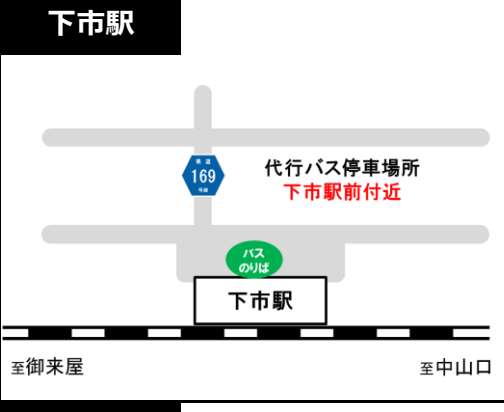 下市駅
県道
169
号線
代行バス停車場所
下市駅前付近
バス
のりば
下市駅
至御来屋
至中山口